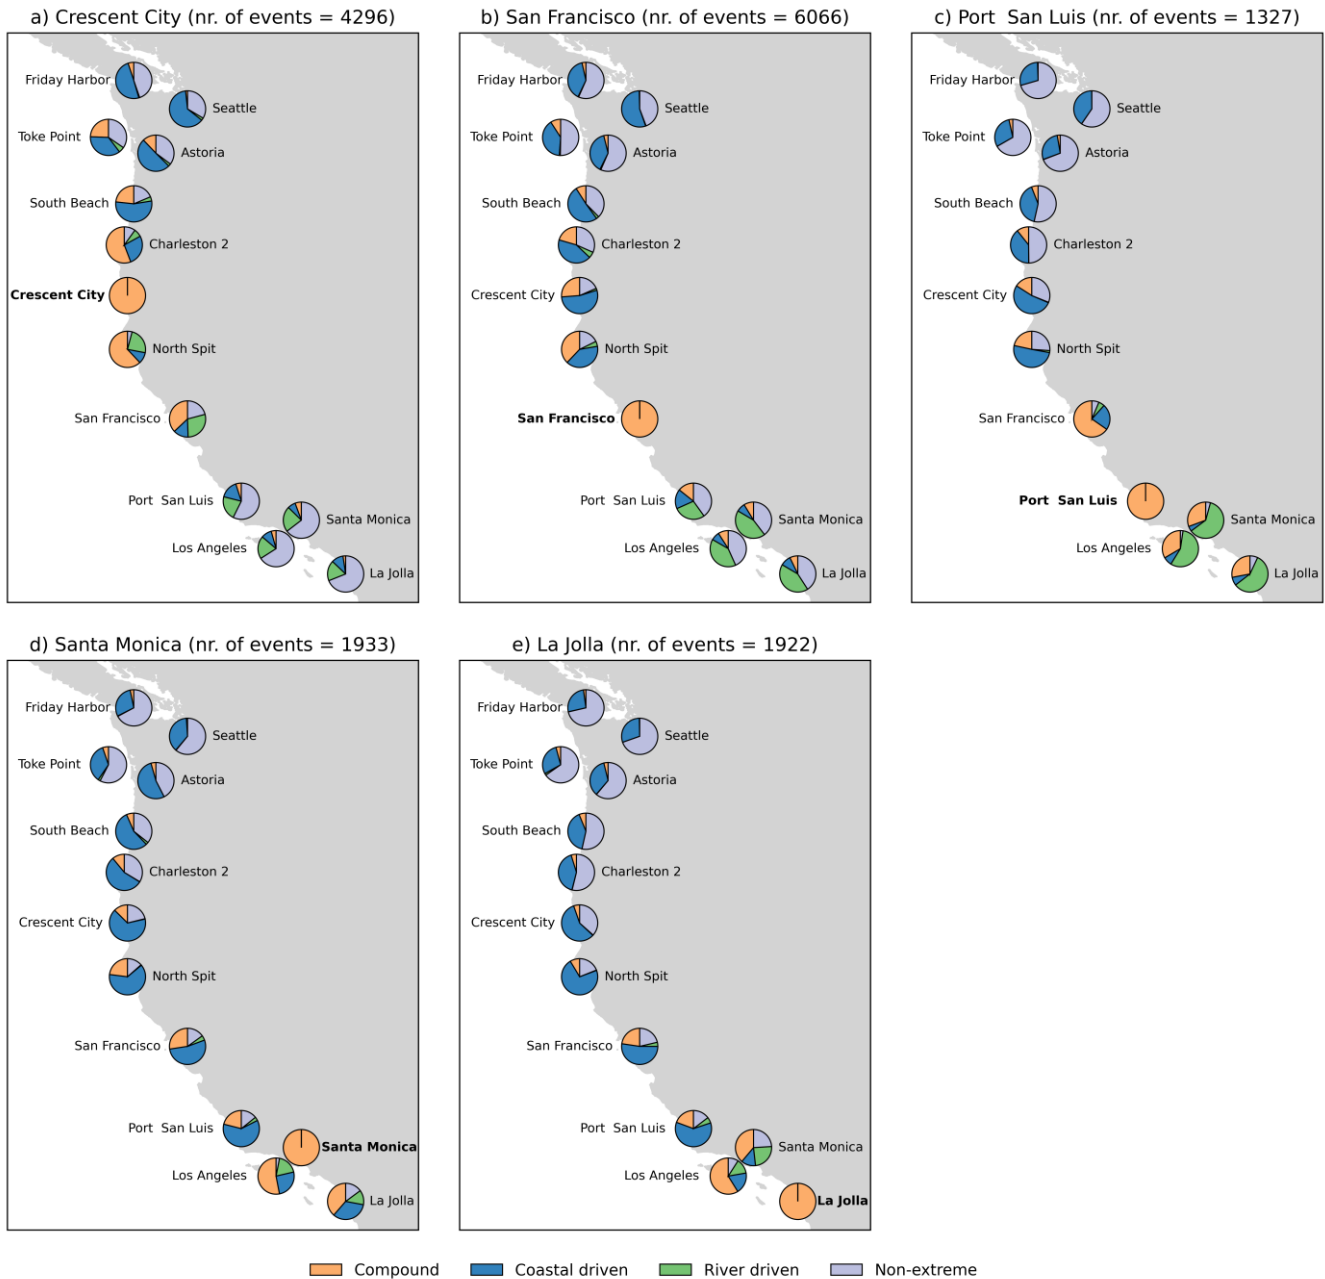 a) Crescent City (nr. of events = 4296)
Friday Harbor
Seattle
Toke Point
Astoria
South Beach
Charleston 2
Crescent City
North Spit
San Francisco
Port San Luis
Santa Monica
Los Angeles
La Jolla
b) San Francisco (nr. of events = 6066)
Friday Harbor
Seattle
Toke Point
Astoria
South Beach
Charleston 2
Crescent City
North Spit
San Francisco
Port San Luis
Santa Monica
Los Angeles
La Jolla
c) Port San Luis (nr. of events = 1327)
Friday Harbor
Seattle
Toke Point
Astoria
South Beach
Charleston 2
Crescent City
North Spit
San Francisco
Port San Luis
Santa Monica
Los Angeles
La Jolla
d) Santa Monica (nr. of events = 1933)
Friday Harbor
Seattle
Toke Point
Astoria
South Beach
Charleston 2
Crescent City
North Spit
San Francisco
Port San Luis
Santa Monica
Los Angeles
La Jolla
e) La Jolla (nr. of events = 1922)
Friday Harbor
Seattle
Toke Point
Astoria
South Beach
Charleston 2
Crescent City
North Spit
San Francisco
Port San Luis
Santa Monica
Los Angeles
La Jolla
Compound
Coastal driven
River driven
Non-extreme